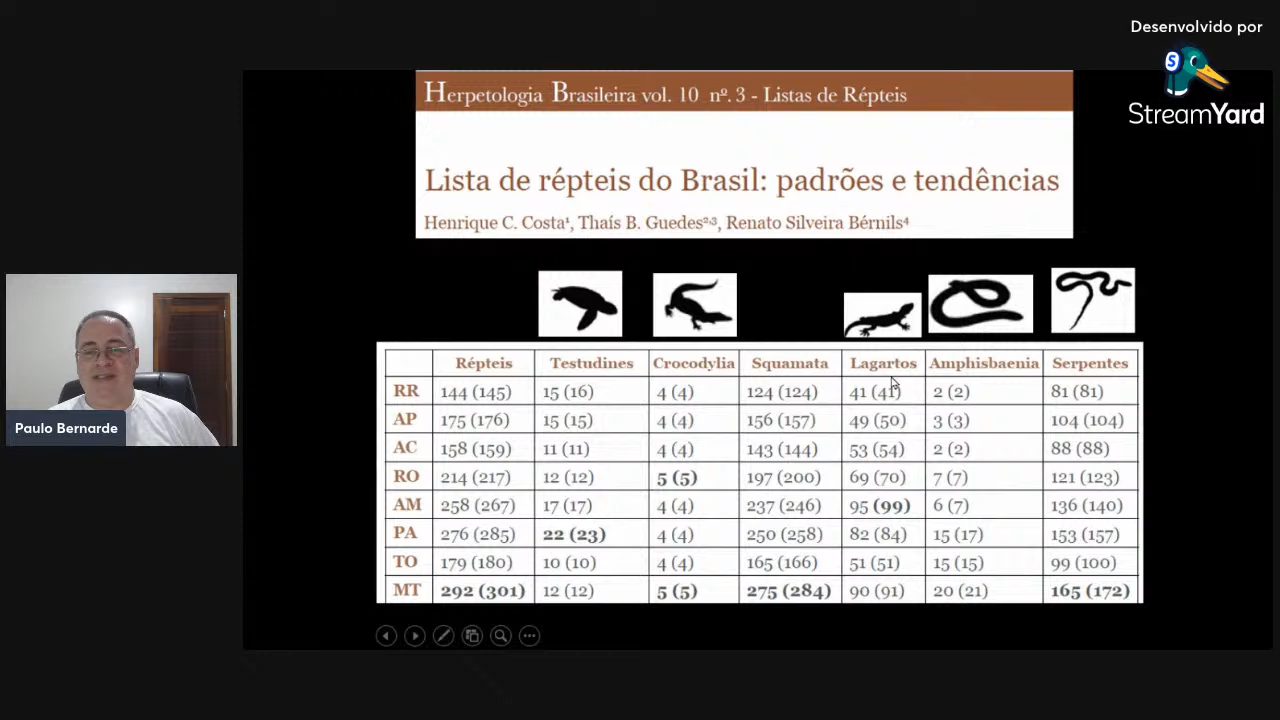 Desenvolvido por
S
StreamYard
Herpetologia Brasileira vol. 10 nº. 3 - Listas de Répteis
Lista de répteis do Brasil: padrões e tendências
Henrique C. Costa¹, Thaís B. Guedes²,³, Renato Silveira Bérnils⁴
Paulo Bernarde
Répteis Testudines Crocodylia Squamata Lagartos Amphisbaenia Serpentes
RR 144 (145) 15 (16) 4 (4) 124 (124) 41 (41) 2 (2) 81 (81)
AP 175 (176) 15 (15) 4 (4) 156 (157) 49 (50) 3 (3) 104 (104)
AC 158 (159) 11 (11) 4 (4) 143 (144) 53 (54) 2 (2) 88 (88)
RO 214 (217) 12 (12) 5 (5) 197 (200) 69 (70) 7 (7) 121 (123)
AM 258 (267) 17 (17) 4 (4) 237 (246) 95 (99) 6 (7) 136 (140)
PA 276 (285) 22 (23) 4 (4) 250 (258) 82 (84) 15 (17) 153 (157)
TO 179 (180) 10 (10) 4 (4) 165 (166) 51 (51) 15 (15) 99 (100)
MT 292 (301) 12 (12) 5 (5) 275 (284) 90 (91) 20 (21) 165 (172)